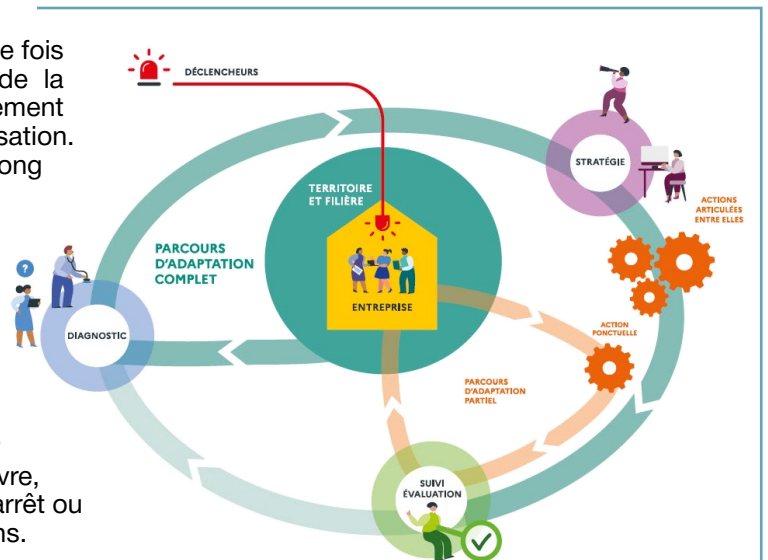 e fois
de la
ement
sation.
ong
vre,
arrêt ou
ns.
DÉCLENCHEURS
STRATÉGIE
TERRITOIRE
ET FILIÈRE
ACTIONS
ARTICULÉES
ENTRE ELLES
PARCOURS
D'ADAPTATION
COMPLET
?
ENTREPRISE
DIAGNOSTIC
ACTION
PONCTUELLE
PARCOURS
D'ADAPTATION
PARTIEL
SUIVI
ÉVALUATION